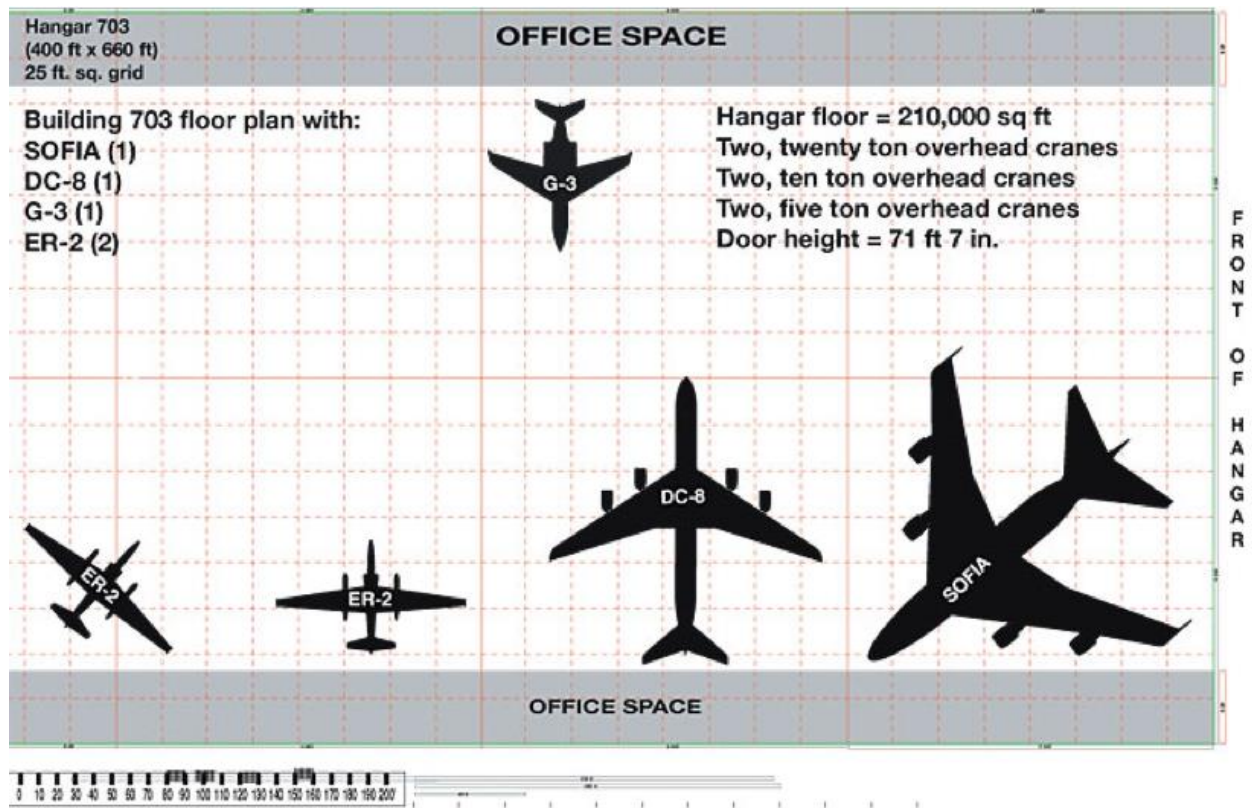 Hangar 703
(400 ft x 660 ft)
25 ft. sq. grid
OFFICE SPACE
Building 703 floor plan with:
SOFIA (1)
DC-8 (1)
G-3 (1)
ER-2 (2)
G-3
Hangar floor = 210,000 sq ft
Two, twenty ton overhead cranes
Two, ten ton overhead cranes
Two, five ton overhead cranes
Door height = 71 ft 7 in.
FRONT OF HANGAR
DC-8
SOFIA
ER-2
ER-2
OFFICE SPACE
0 10 20 30 40 50 60 70 80 90 100 110 120 130 140 150 160 170 180 190 200'